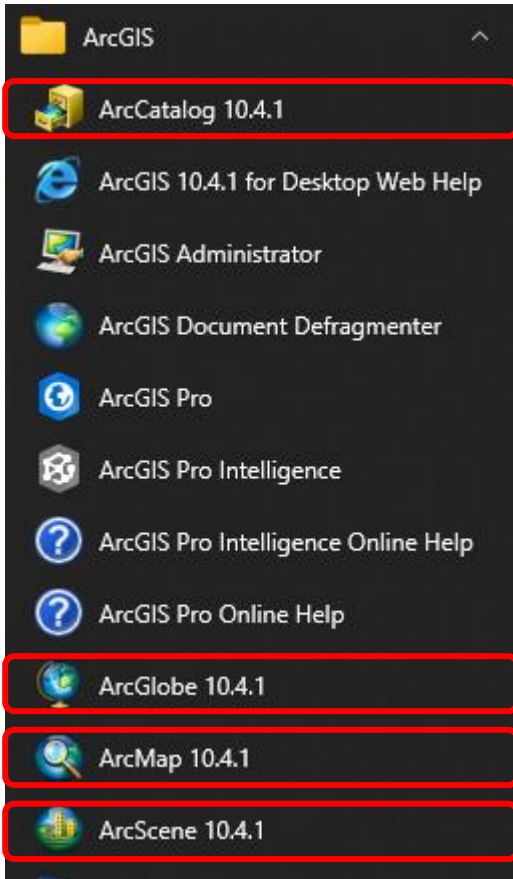 ArcGIS
ArcCatalog 10.4.1
ArcGIS 10.4.1 for Desktop Web Help
ArcGIS Administrator
ArcGIS Document Defragmenter
ArcGIS Pro
ArcGIS Pro Intelligence
ArcGIS Pro Intelligence Online Help
ArcGIS Pro Online Help
ArcGlobe 10.4.1
ArcMap 10.4.1
ArcScene 10.4.1